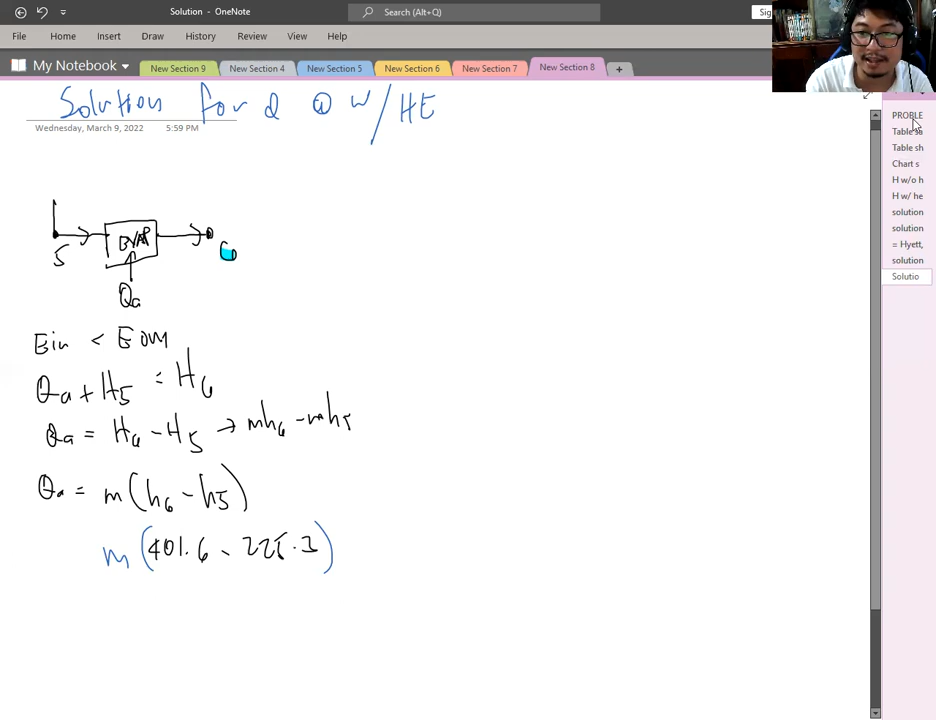 Solution - OneNote
Search (Alt+Q)
Sig
File Home Insert Draw History Review View Help
My Notebook
New Section 9 New Section 4 New Section 5 New Section 6 New Section 7 New Section 8 +
Solution for d @ w/HE
Wednesday, March 9, 2022 5:59 PM
PROBLE
Table sa
Table sh
Chart s
H w/o h
H w/ he
solution
solution
= Hyett,
solution
Solutio
5 EVAP 6
Qa
Ein < Eout
Qa + H5 = H6
Qa = H6 - H5 → mh6 - mh5
Qa = m(h6 - h5)
m(401.6 - 225.3)